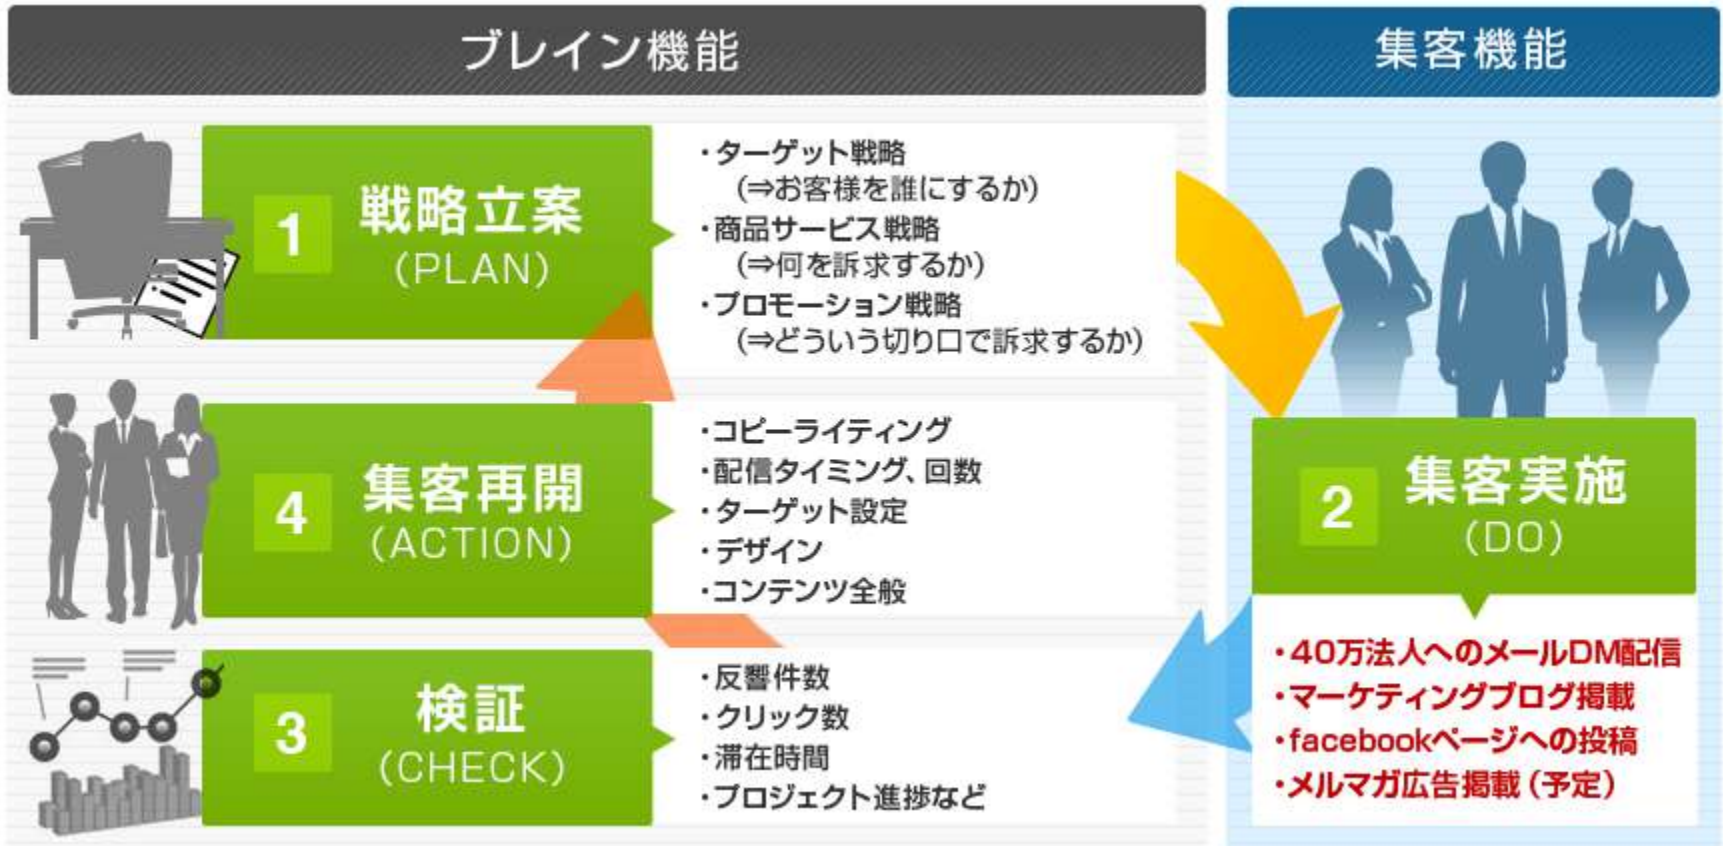 ブレイン機能
集客機能
1
戦略立案
(PLAN)
・ターゲット戦略
(⇒お客様を誰にするか)
・商品サービス戦略
(⇒何を訴求するか)
・プロモーション戦略
(⇒どういう切り口で訴求するか)
4
集客再開
(ACTION)
・コピーライティング
・配信タイミング、回数
・ターゲット設定
・デザイン
・コンテンツ全般
3
検証
(CHECK)
・反響件数
・クリック数
・滞在時間
・プロジェクト進捗など
2
集客実施
(DO)
・40万法人へのメールDM配信
・マーケティングブログ掲載
・facebookページへの投稿
・メルマガ広告掲載(予定)